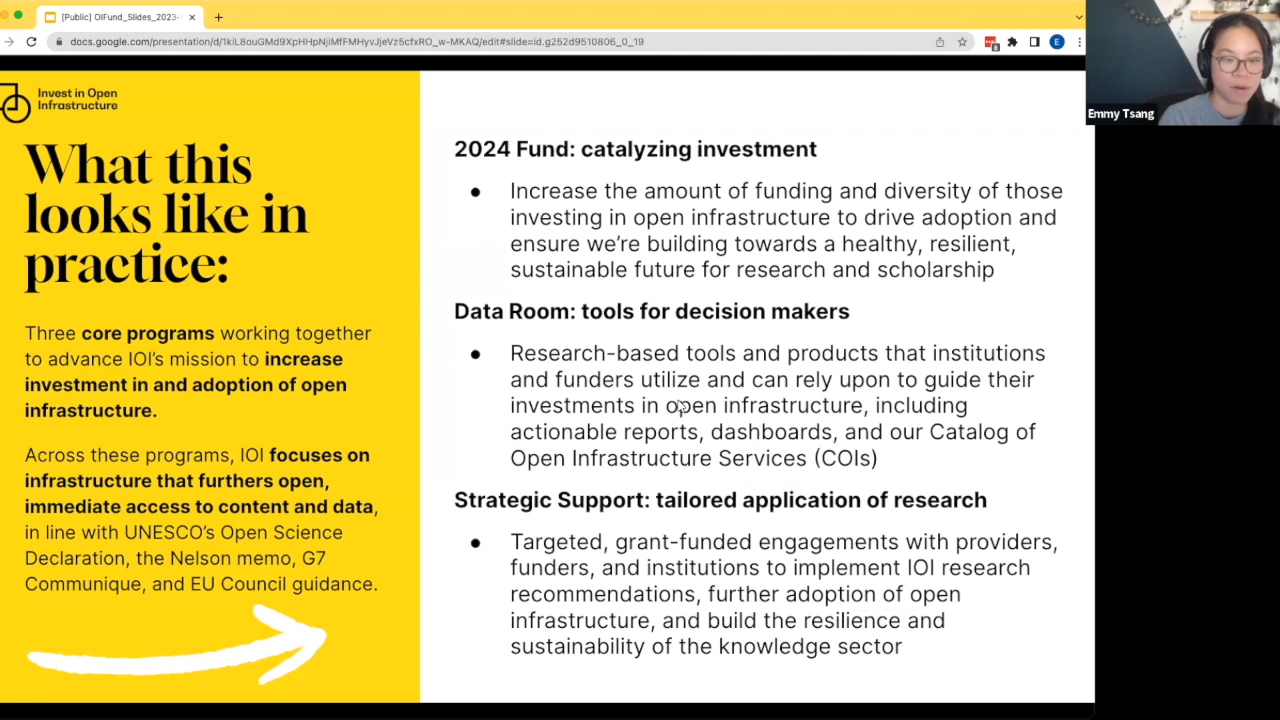 [Public] OIFund_Slides_2023-
docs.google.com/presentation/d/1kiL8ouGMd9XpHHpNjiMfFMHyvJjeVz5cfxRO_w-MKAQ/edit#slide=id.g252d9510806_0_19
E
Emmy Tsang
Invest in Open
Infrastructure
What this
looks like in
practice:
Three core programs working together
to advance IOI’s mission to increase
investment in and adoption of open
infrastructure.
Across these programs, IOI focuses on
infrastructure that furthers open,
immediate access to content and data,
in line with UNESCO’s Open Science
Declaration, the Nelson memo, G7
Communique, and EU Council guidance.
2024 Fund: catalyzing investment
● Increase the amount of funding and diversity of those
investing in open infrastructure to drive adoption and
ensure we’re building towards a healthy, resilient,
sustainable future for research and scholarship
Data Room: tools for decision makers
● Research-based tools and products that institutions
and funders utilize and can rely upon to guide their
investments in open infrastructure, including
actionable reports, dashboards, and our Catalog of
Open Infrastructure Services (COIs)
Strategic Support: tailored application of research
● Targeted, grant-funded engagements with providers,
funders, and institutions to implement IOI research
recommendations, further adoption of open
infrastructure, and build the resilience and
sustainability of the knowledge sector